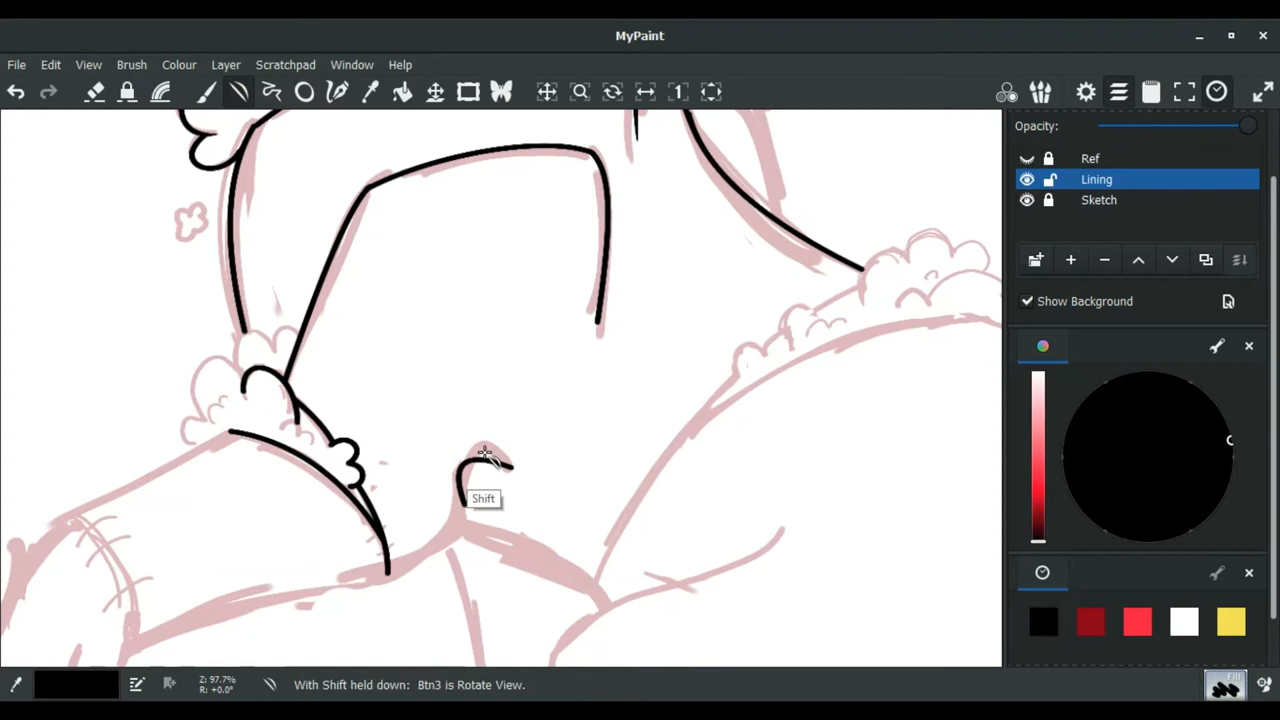 MyPaint
File Edit View Brush Colour Layer Scratchpad Window Help
Opacity:
Ref
Lining
Sketch
Show Background
Shift
Z: 97.7%
R: +0.0°
With Shift held down: Btn3 is Rotate View.
Fill